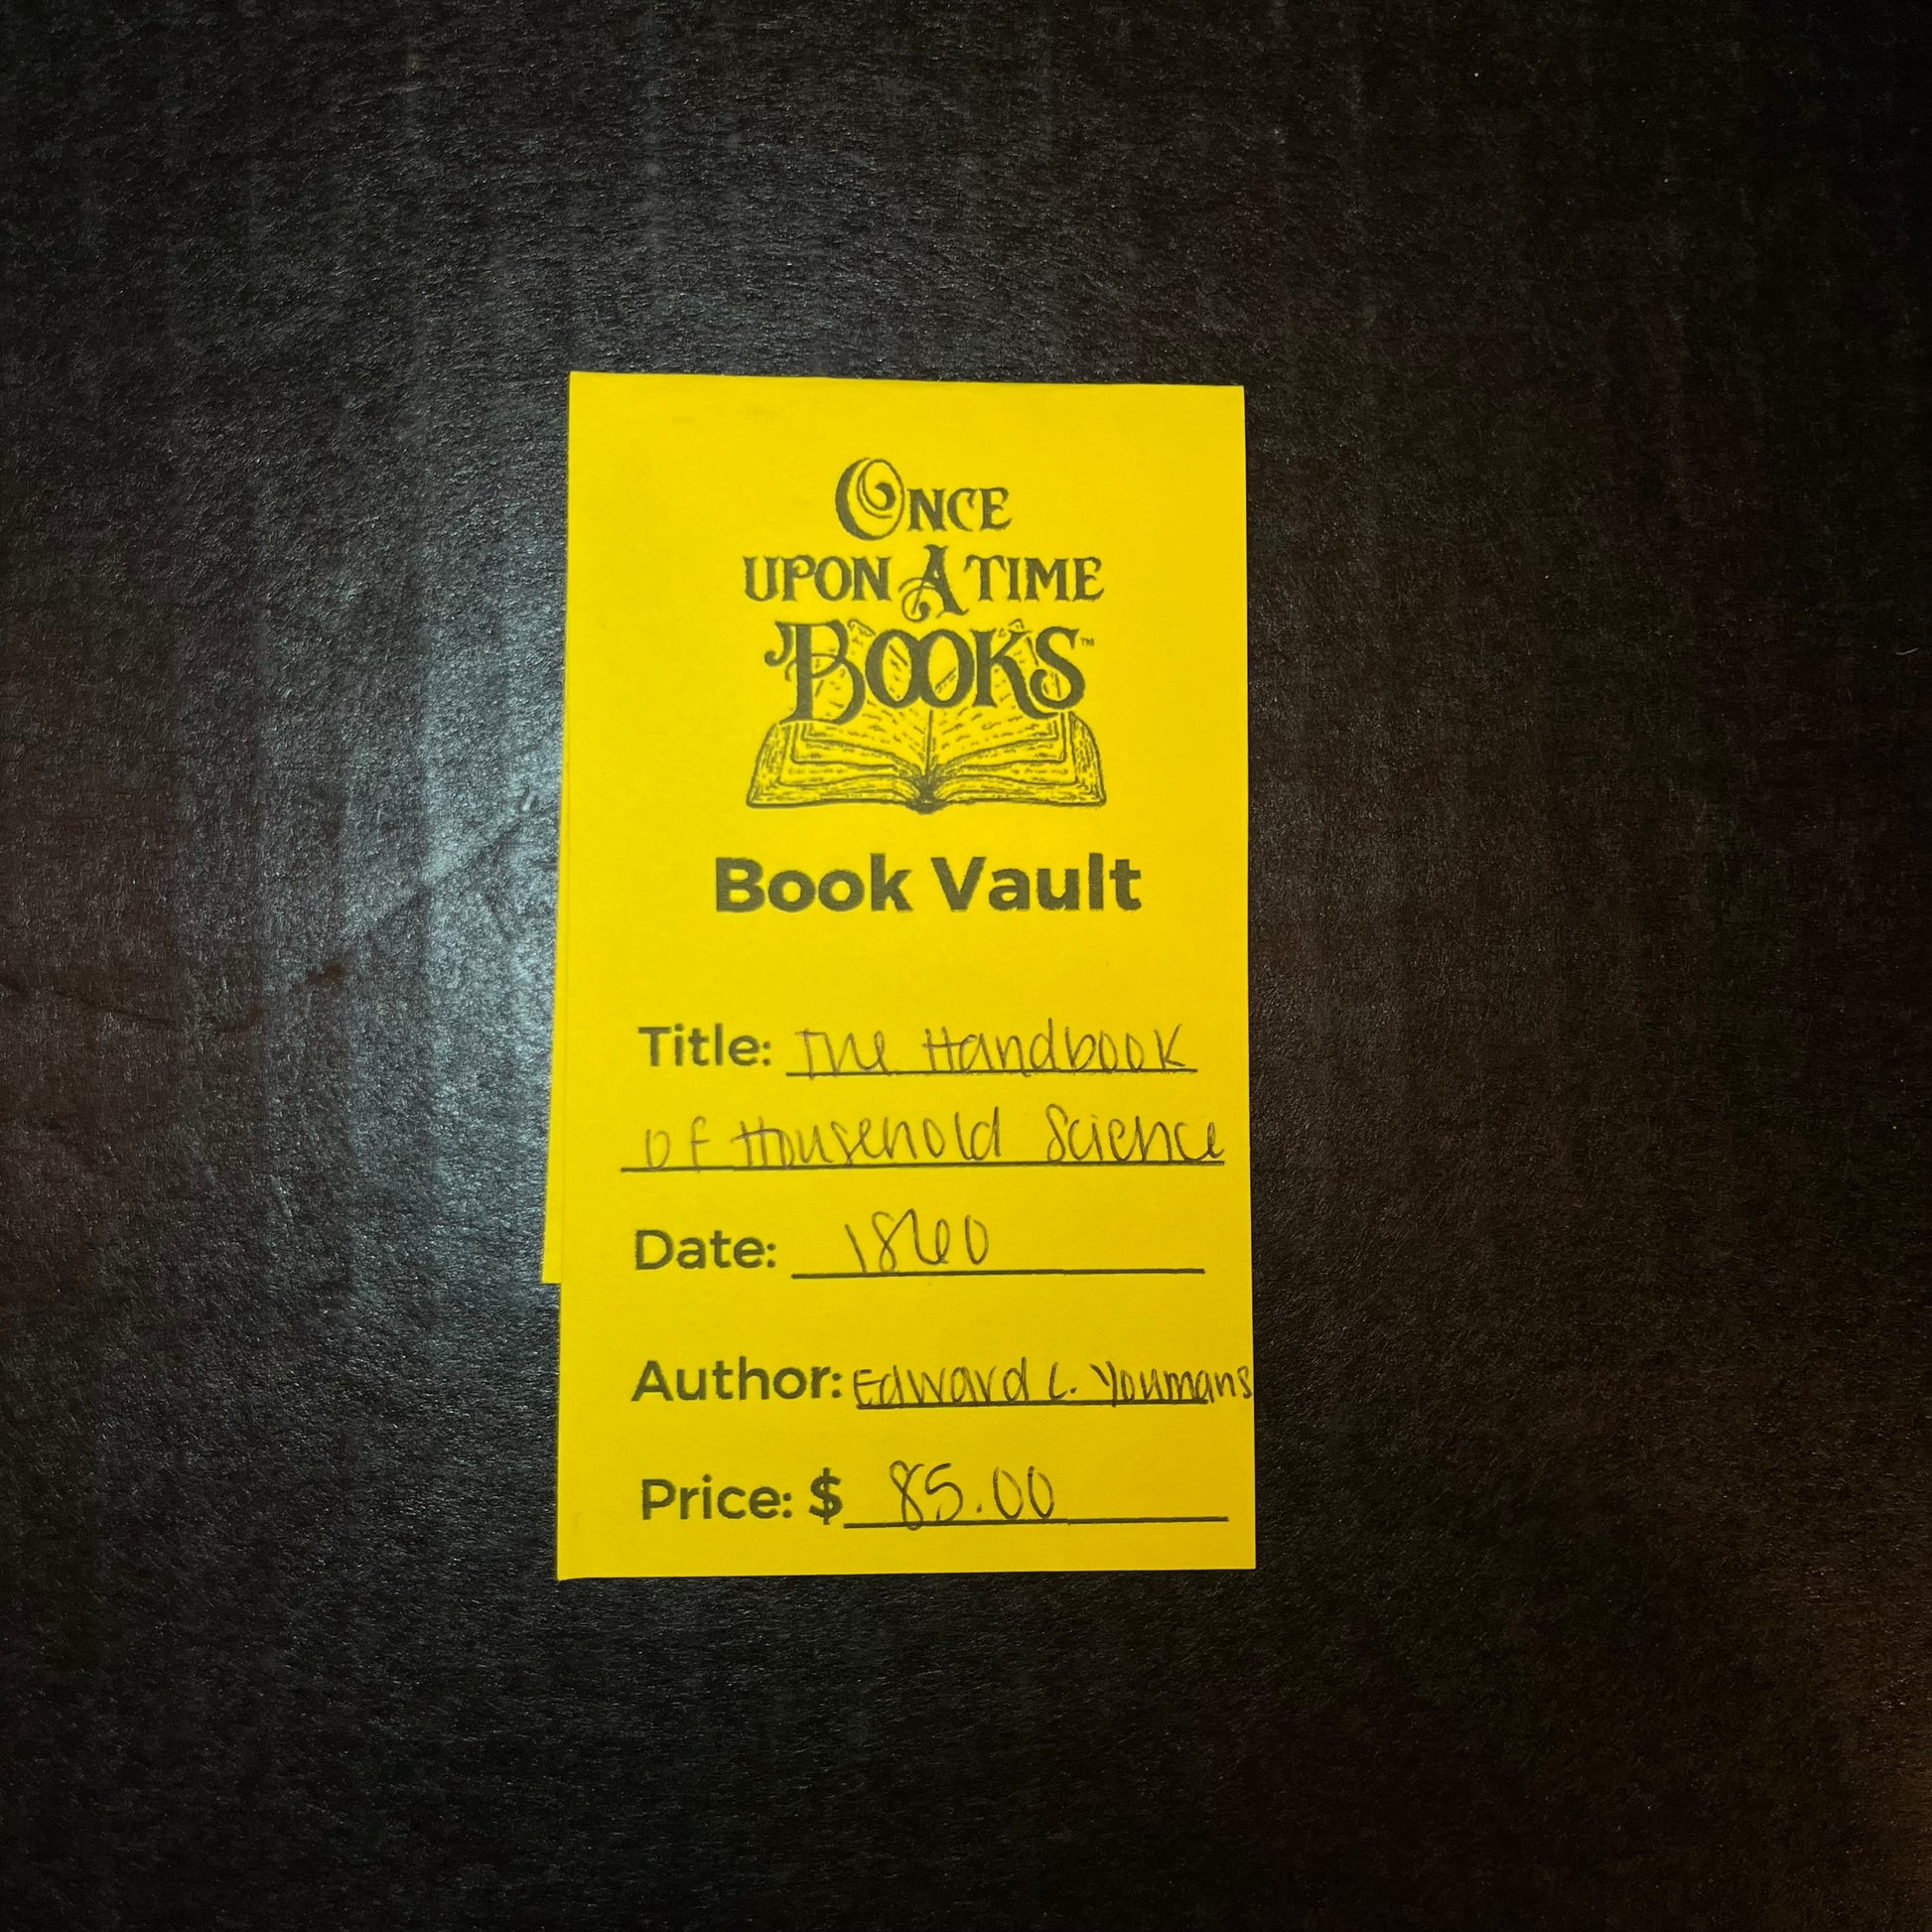 ONCE
UPON A TIME
BOOKS™
Book Vault
Title: The Handbook
of Household Science
Date: 1860
Author: Edward L. Youmans
Price: $ 85.00